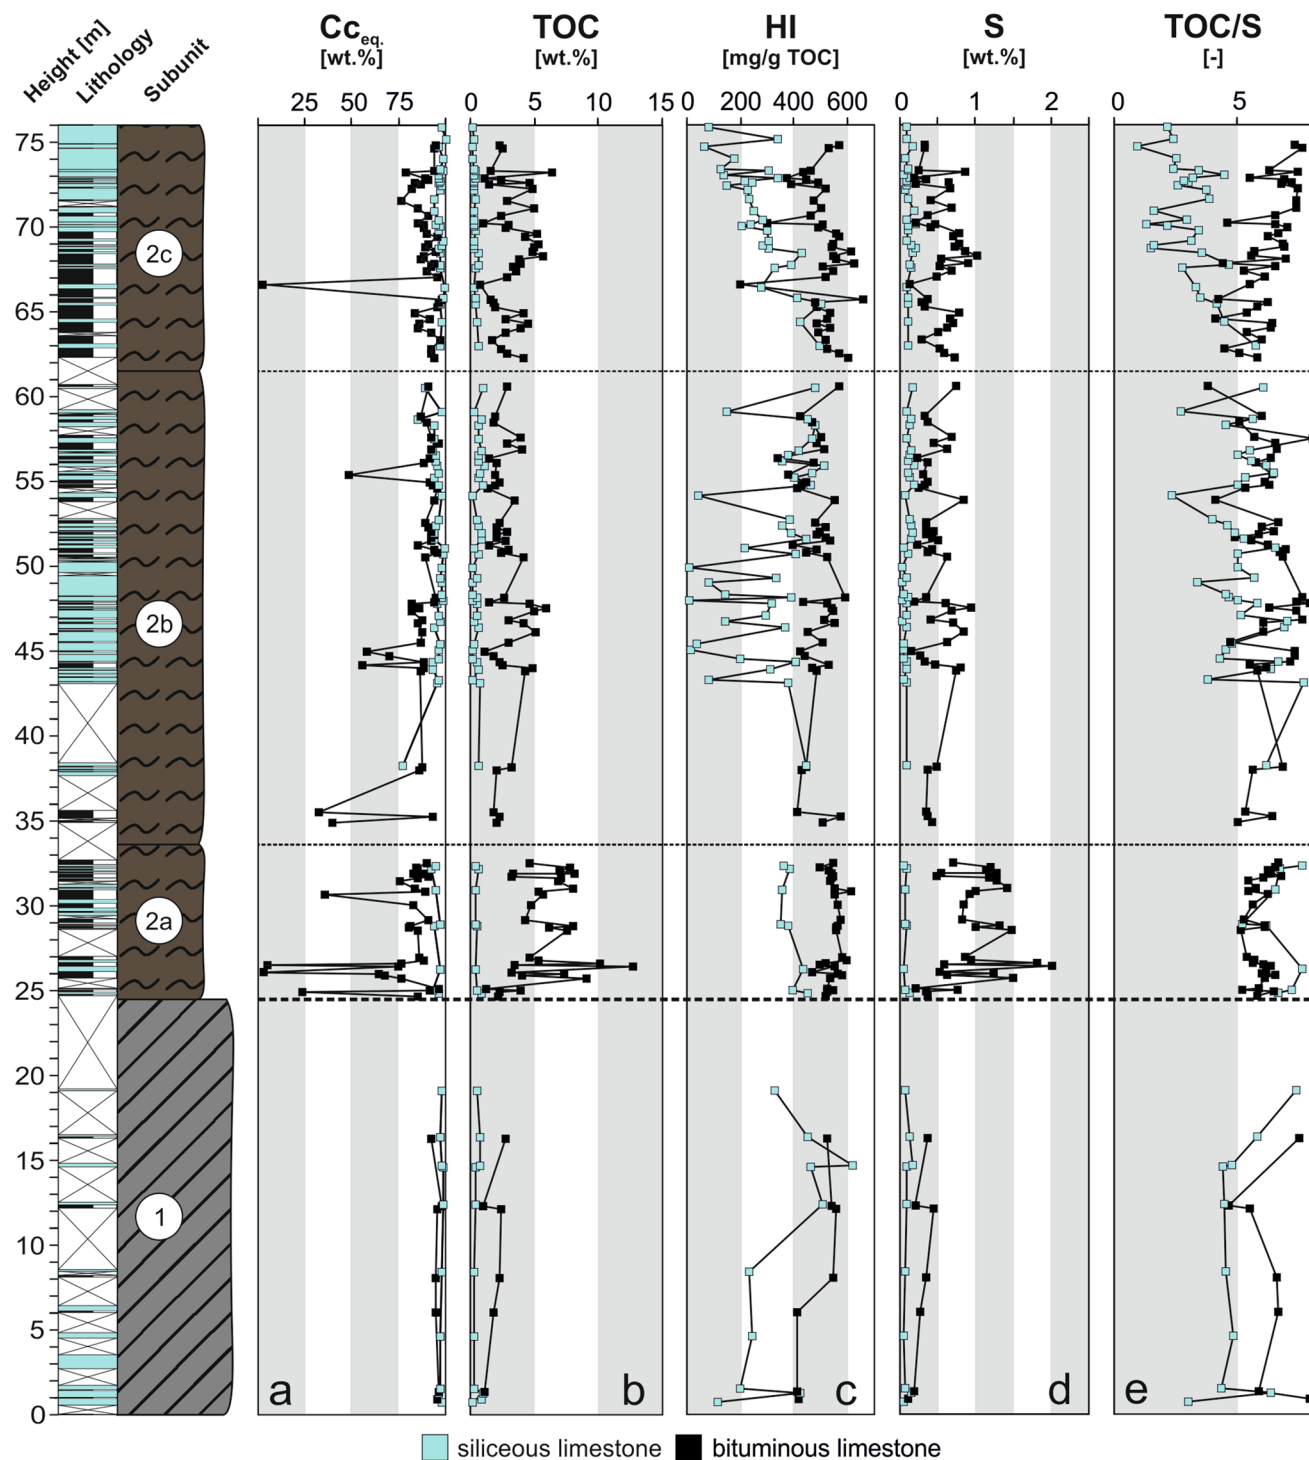 Height [m]
Lithology
Subunit
Cc eq.
[wt.%]
TOC
[wt.%]
HI
[mg/g TOC]
S
[wt.%]
TOC/S
[-]
25 50 75
0 5 10 15
0 200 400 600
0 1 2
0 5
75
70
65
60
55
50
45
40
35
30
25
20
15
10
5
0
2c
2b
2a
1
a
b
c
d
e
siliceous limestone
bituminous limestone